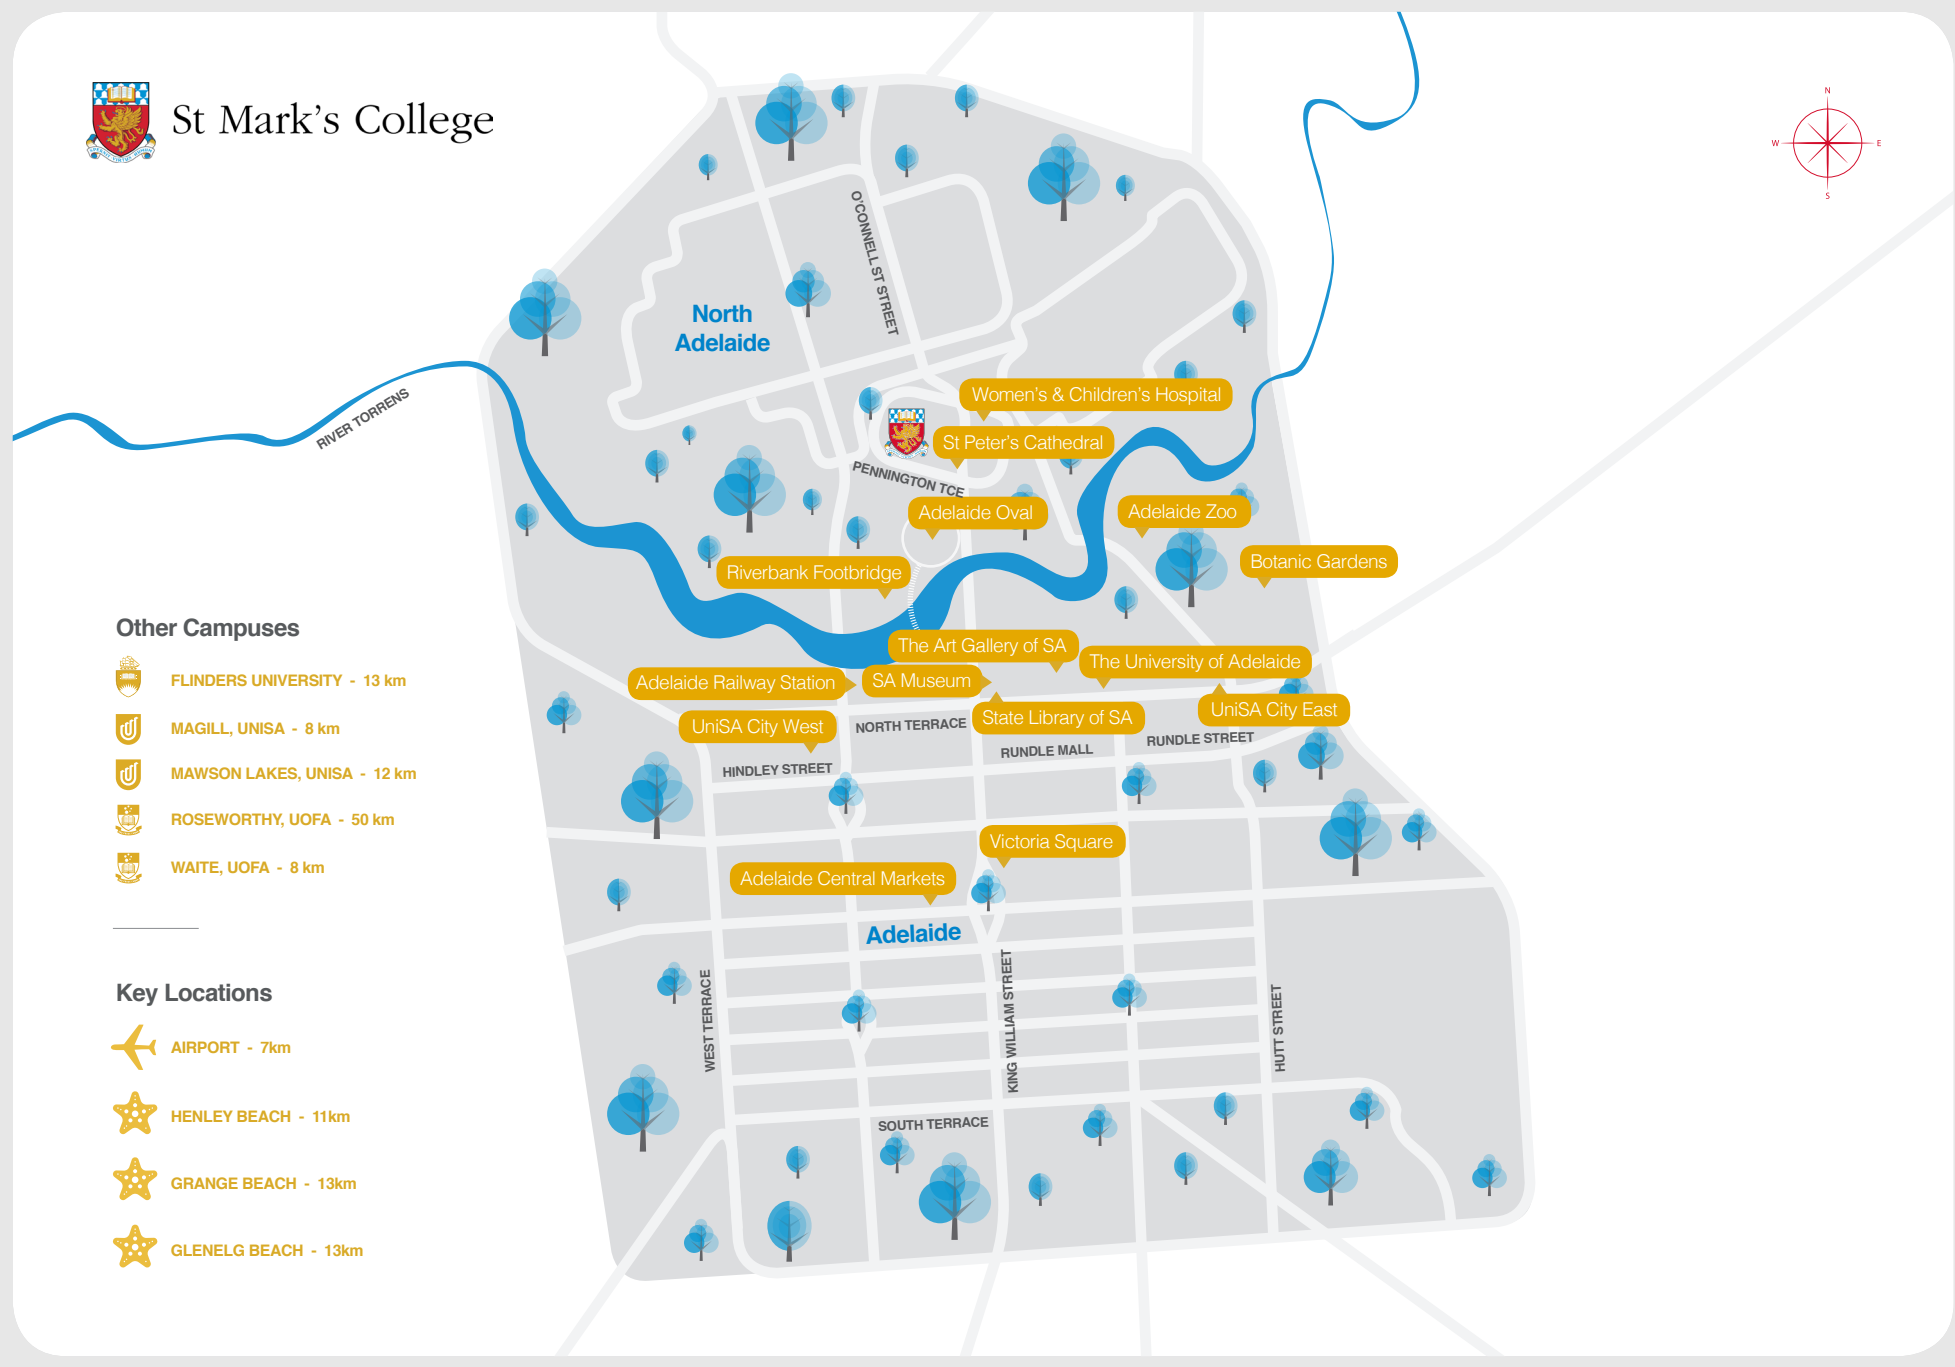 St Mark's College
N
W
E
S
O'CONNELL ST STREET
North
Adelaide
Women's & Children's Hospital
RIVER TORRENS
St Peter's Cathedral
PENNINGTON TCE
Adelaide Oval
Adelaide Zoo
Botanic Gardens
Riverbank Footbridge
The Art Gallery of SA
The University of Adelaide
Adelaide Railway Station
SA Museum
UniSA City West
NORTH TERRACE
State Library of SA
UniSA City East
RUNDLE STREET
RUNDLE MALL
HINDLEY STREET
Victoria Square
Adelaide Central Markets
Adelaide
WEST TERRACE
KING WILLIAM STREET
HUTT STREET
SOUTH TERRACE
Other Campuses
FLINDERS UNIVERSITY - 13 km
MAGILL, UNISA - 8 km
MAWSON LAKES, UNISA - 12 km
ROSEWORTHY, UOFA - 50 km
WAITE, UOFA - 8 km
Key Locations
AIRPORT - 7km
HENLEY BEACH - 11km
GRANGE BEACH - 13km
GLENELG BEACH - 13km